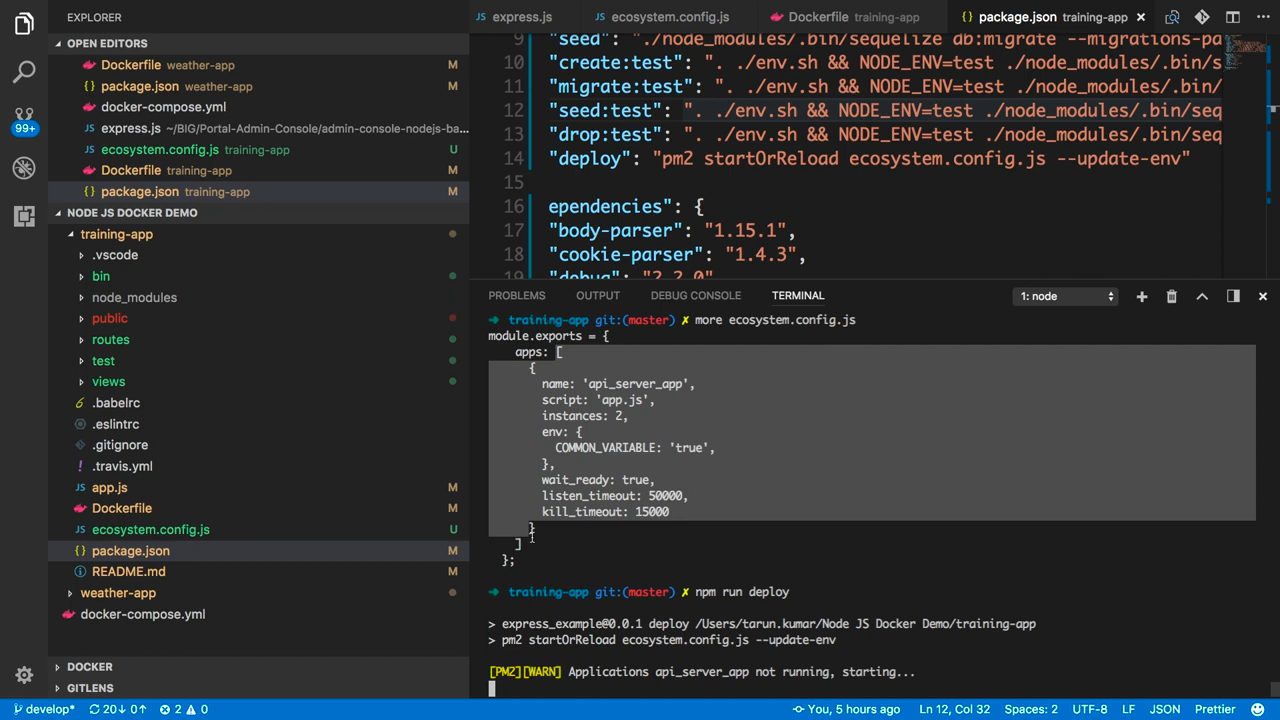 EXPLORER
OPEN EDITORS
Dockerfile weather-app M
package.json weather-app M
docker-compose.yml
express.js ~/BIG/Portal-Admin-Console/admin-console-nodejs-ba...
ecosystem.config.js training-app U
Dockerfile training-app M
package.json training-app M
NODE JS DOCKER DEMO
training-app
.vscode
bin
node_modules
public
routes
test
views
.babelrc
.eslintrc
.gitignore
.travis.yml
app.js M
Dockerfile M
ecosystem.config.js U
package.json M
README.md M
weather-app
docker-compose.yml
DOCKER
GITLENS
99+
express.js ecosystem.config.js Dockerfile training-app package.json training-app
9 "seed": "./node_modules/.bin/sequelize db:migrate --migrations-pa
10 "create:test": ". ./env.sh && NODE_ENV=test ./node_modules/.bin/s
11 "migrate:test": ". ./env.sh && NODE_ENV=test ./node_modules/.bin/
12 "seed:test": ". ./env.sh && NODE_ENV=test ./node_modules/.bin/seq
13 "drop:test": ". ./env.sh && NODE_ENV=test ./node_modules/.bin/seq
14 "deploy": "pm2 startOrReload ecosystem.config.js --update-env"
15
16 ependencies": {
17 "body-parser": "1.15.1",
18 "cookie-parser": "1.4.3",
19 "debug": "2.2.0"
PROBLEMS OUTPUT DEBUG CONSOLE TERMINAL 1: node
➜ training-app git:(master) ✗ more ecosystem.config.js
module.exports = {
apps: [
{
name: 'api_server_app',
script: 'app.js',
instances: 2,
env: {
COMMON_VARIABLE: 'true',
},
wait_ready: true,
listen_timeout: 50000,
kill_timeout: 15000
}
]
};
➜ training-app git:(master) ✗ npm run deploy
> express_example@0.0.1 deploy /Users/tarun.kumar/Node JS Docker Demo/training-app
> pm2 startOrReload ecosystem.config.js --update-env
[PM2][WARN] Applications api_server_app not running, starting...
develop* 20↓ 0↑ 2 0 You, 5 hours ago Ln 12, Col 32 Spaces: 2 UTF-8 LF JSON Prettier